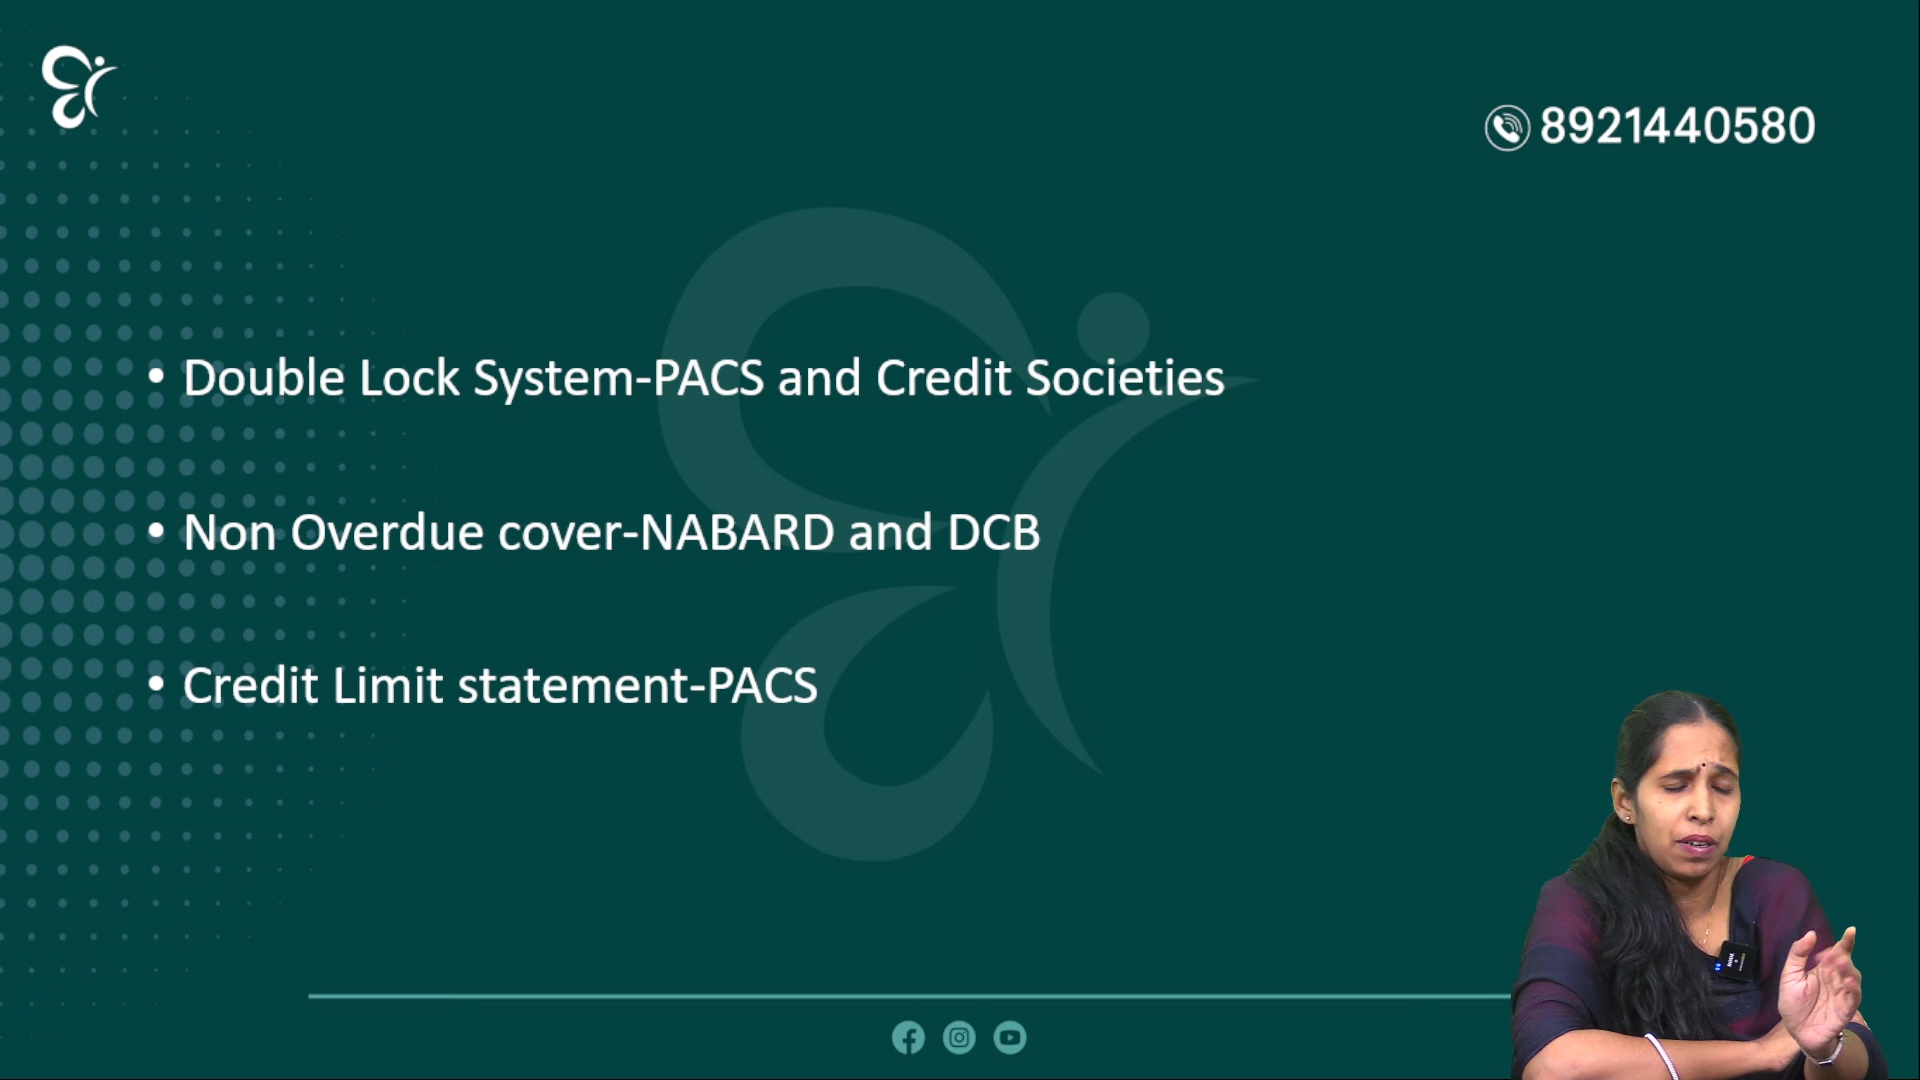 8921440580
• Double Lock System-PACS and Credit Societies
• Non Overdue cover-NABARD and DCB
• Credit Limit statement-PACS